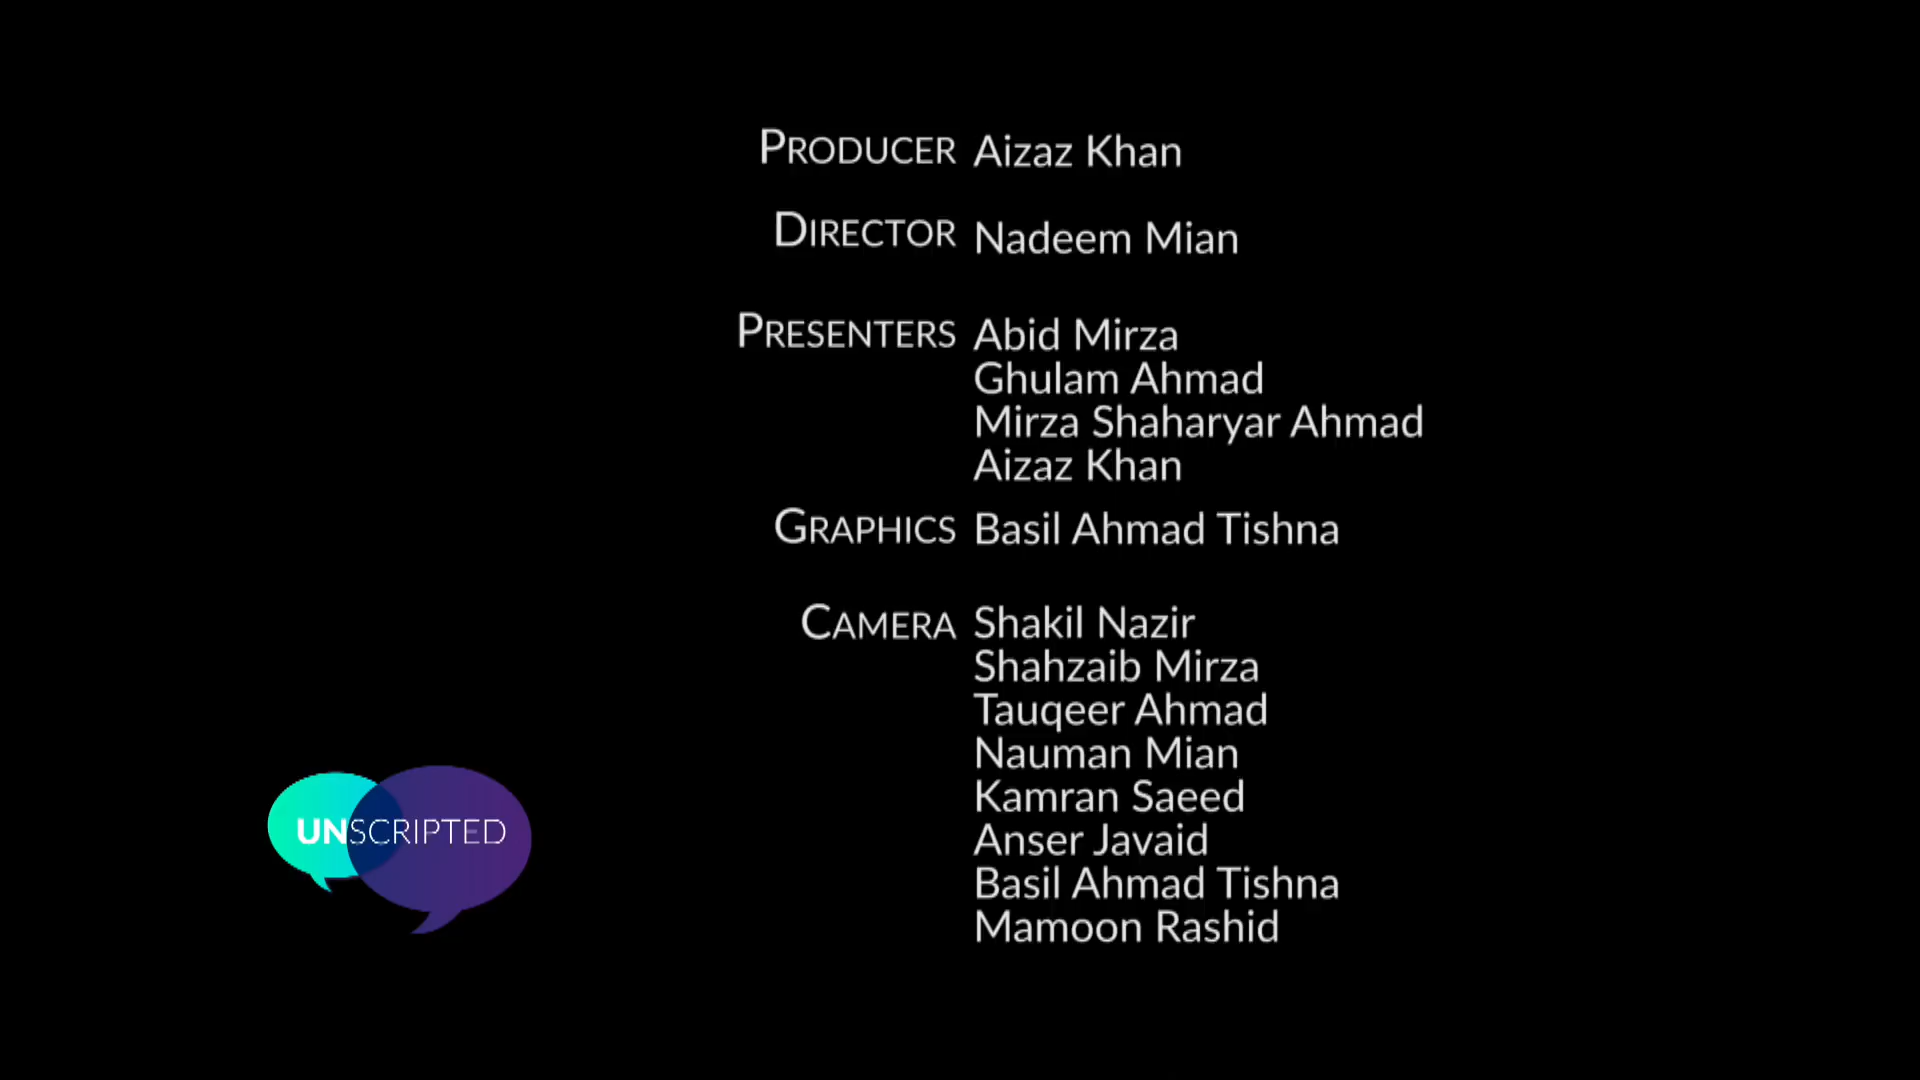 PRODUCER Aizaz Khan
DIRECTOR Nadeem Mian
PRESENTERS Abid Mirza
Ghulam Ahmad
Mirza Shaharyar Ahmad
Aizaz Khan
GRAPHICS Basil Ahmad Tishna
CAMERA Shakil Nazir
Shahzaib Mirza
Tauqeer Ahmad
Nauman Mian
Kamran Saeed
Anser Javaid
Basil Ahmad Tishna
Mamoon Rashid
UNSCRIPTED